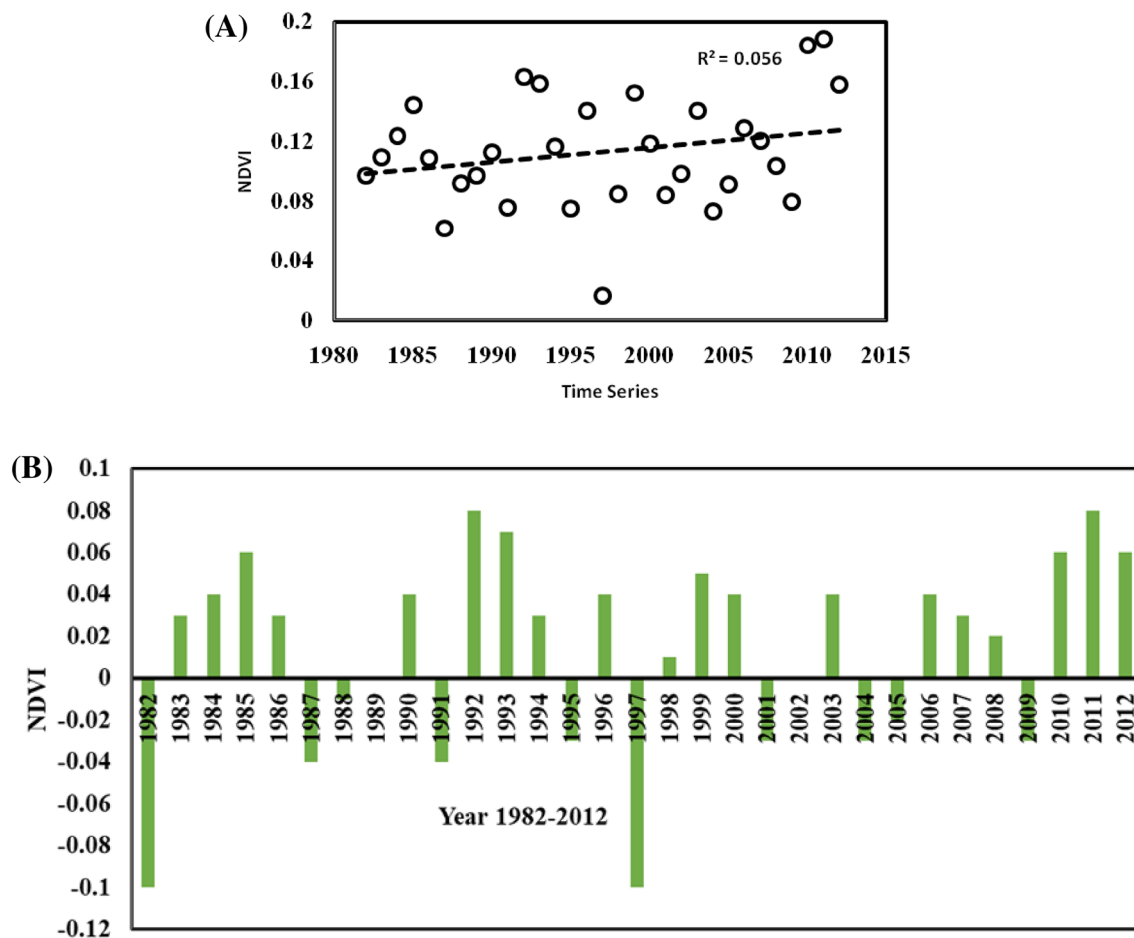 (A)
0.2
0.16
0.12
0.08
0.04
0
NDVI
R² = 0.056
1980 1985 1990 1995 2000 2005 2010 2015
Time Series
(B)
0.1
0.08
0.06
0.04
0.02
0
-0.02
-0.04
-0.06
-0.08
-0.1
-0.12
NDVI
1982 1983 1984 1985 1986 1987 1988 1989 1990 1991 1992 1993 1994 1995 1996 1997 1998 1999 2000 2001 2002 2003 2004 2005 2006 2007 2008 2009 2010 2011 2012
Year 1982-2012